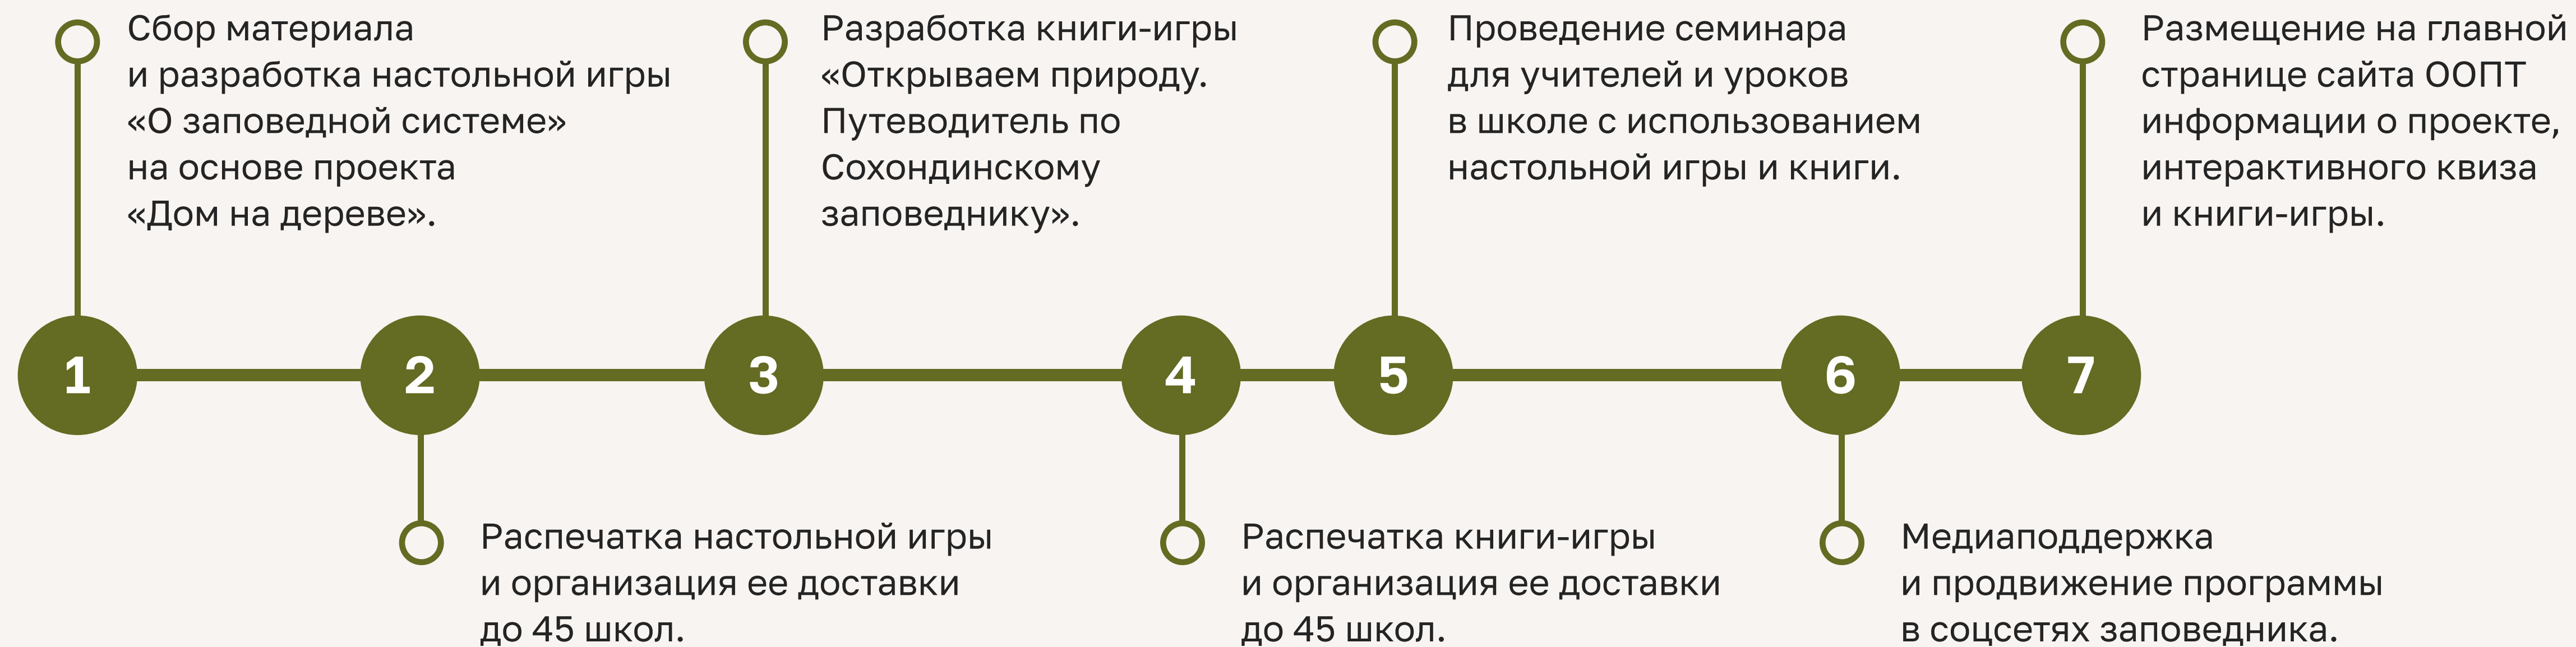 Сбор материала
и разработка настольной игры
«О заповедной системе»
на основе проекта
«Дом на дереве».
Разработка книги-игры
«Открываем природу.
Путеводитель по
Сохондинскому
заповеднику».
Проведение семинара
для учителей и уроков
в школе с использованием
настольной игры и книги.
Размещение на главной
странице сайта ООПТ
информации о проекте,
интерактивного квиза
и книги-игры.
1 2 3 4 5 6 7
Распечатка настольной игры
и организация ее доставки
до 45 школ.
Распечатка книги-игры
и организация ее доставки
до 45 школ.
Медиаподдержка
и продвижение программы
в соцсетях заповедника.